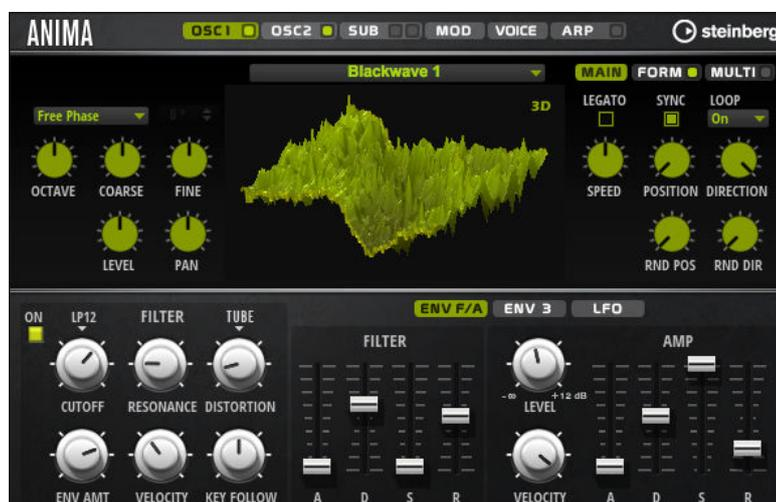 ANIMA OSC1 OSC2 SUB MOD VOICE ARP steinberg
Blackwave 1 MAIN FORM MULTI
3D LEGATO SYNC LOOP
Free Phase 0° On
OCTAVE COARSE FINE SPEED POSITION DIRECTION
LEVEL PAN RND POS RND DIR
ENV F/A ENV 3 LFO
ON LP12 FILTER TUBE
FILTER AMP
-∞ +12 dB
CUTOFF RESONANCE DISTORTION LEVEL
ENV AMT VELOCITY KEY FOLLOW A D S R VELOCITY A D S R